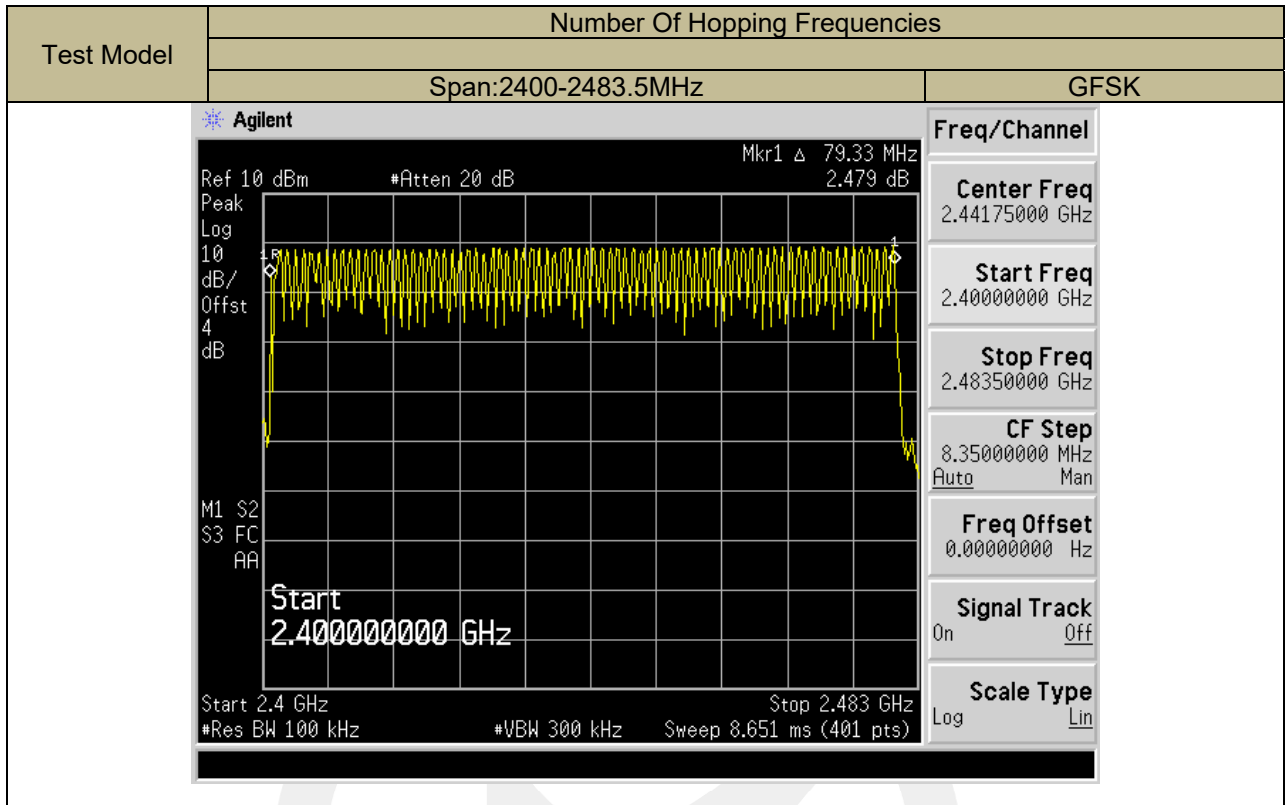 Test Model
Number Of Hopping Frequencies
Span:2400-2483.5MHz
GFSK
Agilent
Mkr1 Δ 79.33 MHz
Ref 10 dBm #Atten 20 dB 2.479 dB
Peak
Log
10
dB/
Offst
4
dB
1R
1
M1 S2
S3 FC
AA
Start
2.400000000 GHz
Start 2.4 GHz Stop 2.483 GHz
#Res BW 100 kHz #VBW 300 kHz Sweep 8.651 ms (401 pts)
Freq/Channel
Center Freq
2.44175000 GHz
Start Freq
2.40000000 GHz
Stop Freq
2.48350000 GHz
CF Step
8.35000000 MHz
Auto Man
Freq Offset
0.00000000 Hz
Signal Track
On Off
Scale Type
Log Lin